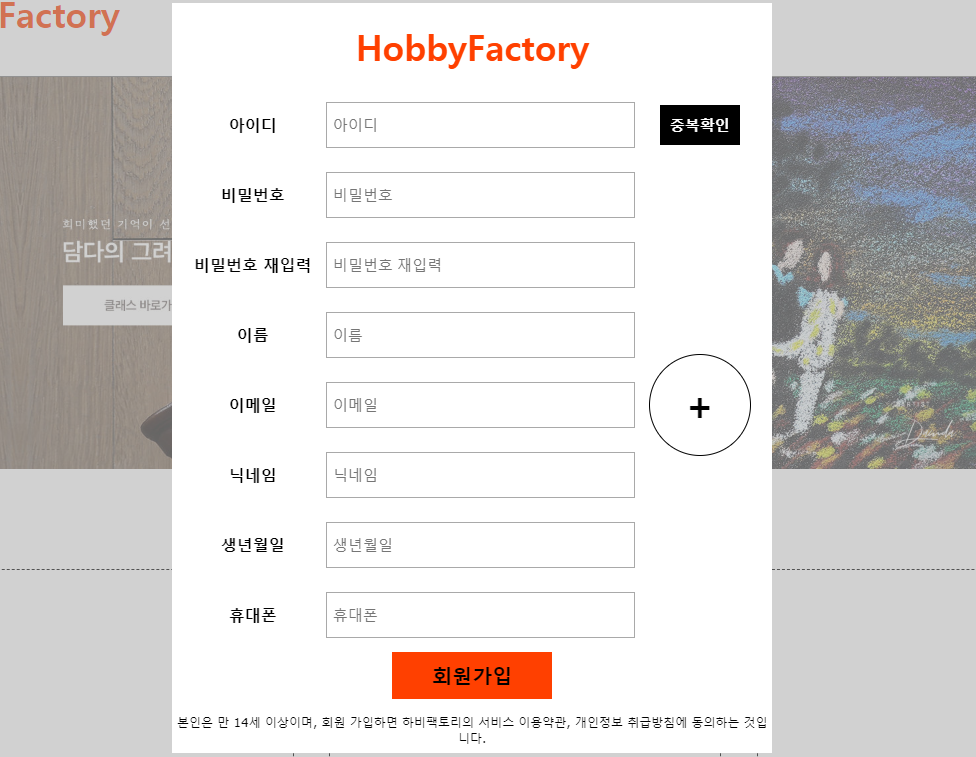 Factory
HobbyFactory
아이디 아이디 중복확인
비밀번호 비밀번호
비밀번호 재입력 비밀번호 재입력
이름 이름
이메일 이메일 +
닉네임 닉네임
생년월일 생년월일
휴대폰 휴대폰
회원가입
본인은 만 14세 이상이며, 회원 가입하면 하비팩토리의 서비스 이용약관, 개인정보 취급방침에 동의하는 것입
니다.
희미했던 기억이 선
담다의 그려
클래스 바로가